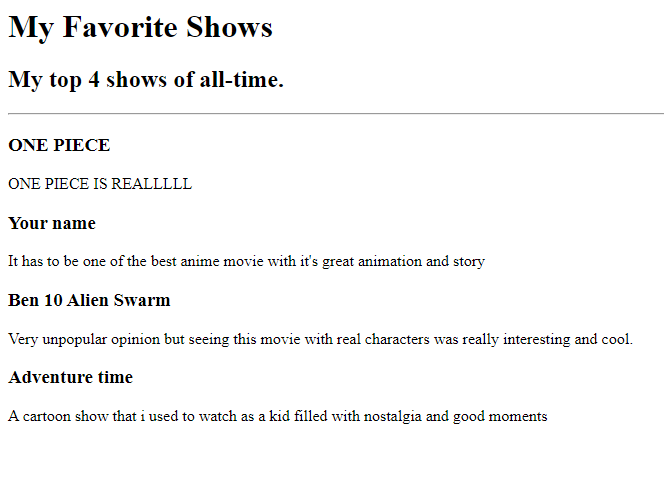 My Favorite Shows
My top 4 shows of all-time.
ONE PIECE
ONE PIECE IS REALLLLL
Your name
It has to be one of the best anime movie with it's great animation and story
Ben 10 Alien Swarm
Very unpopular opinion but seeing this movie with real characters was really interesting and cool.
Adventure time
A cartoon show that i used to watch as a kid filled with nostalgia and good moments